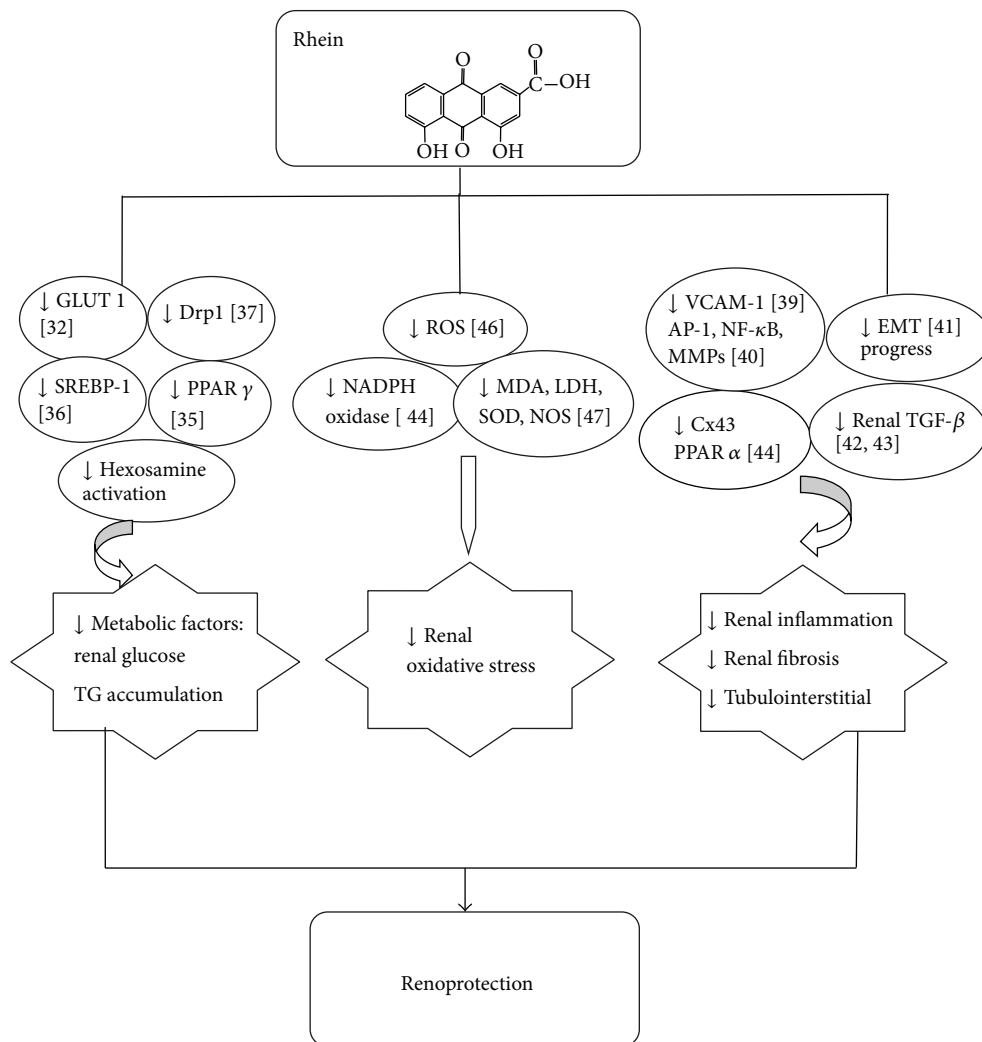 Rhein
O
O
C
OH
OH
O
OH
↓ GLUT 1
[32]
↓ Drp1 [37]
↓ SREBP-1
[36]
↓ PPAR γ
[35]
↓ Hexosamine
activation
↓ ROS [46]
↓ NADPH
oxidase [ 44]
↓ MDA, LDH,
SOD, NOS [47]
↓ VCAM-1 [39]
AP-1, NF-κB,
MMPs [40]
↓ EMT [41]
progress
↓ Cx43
PPAR α [44]
↓ Renal TGF-β
[42, 43]
↓ Metabolic factors:
renal glucose
TG accumulation
↓ Renal
oxidative stress
↓ Renal inflammation
↓ Renal fibrosis
↓ Tubulointerstitial
Renoprotection